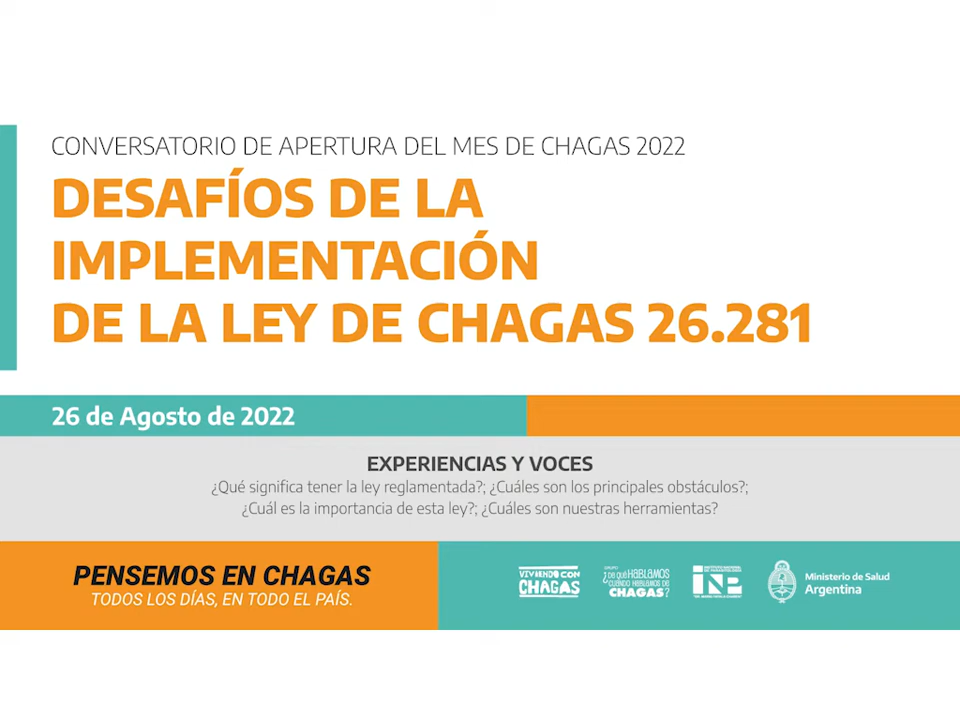 CONVERSATORIO DE APERTURA DEL MES DE CHAGAS 2022
DESAFÍOS DE LA
IMPLEMENTACIÓN
DE LA LEY DE CHAGAS 26.281
26 de Agosto de 2022
EXPERIENCIAS Y VOCES
¿Qué significa tener la ley reglamentada?; ¿Cuáles son los principales obstáculos?;
¿Cuál es la importancia de esta ley?; ¿Cuáles son nuestras herramientas?
PENSEMOS EN CHAGAS
TODOS LOS DÍAS, EN TODO EL PAÍS.
VIVIENDO CON
CHAGAS
GRUPO
¿DE QUÉ HABLAMOS
CUANDO HABLAMOS DE
CHAGAS?
INP
Ministerio de Salud
Argentina